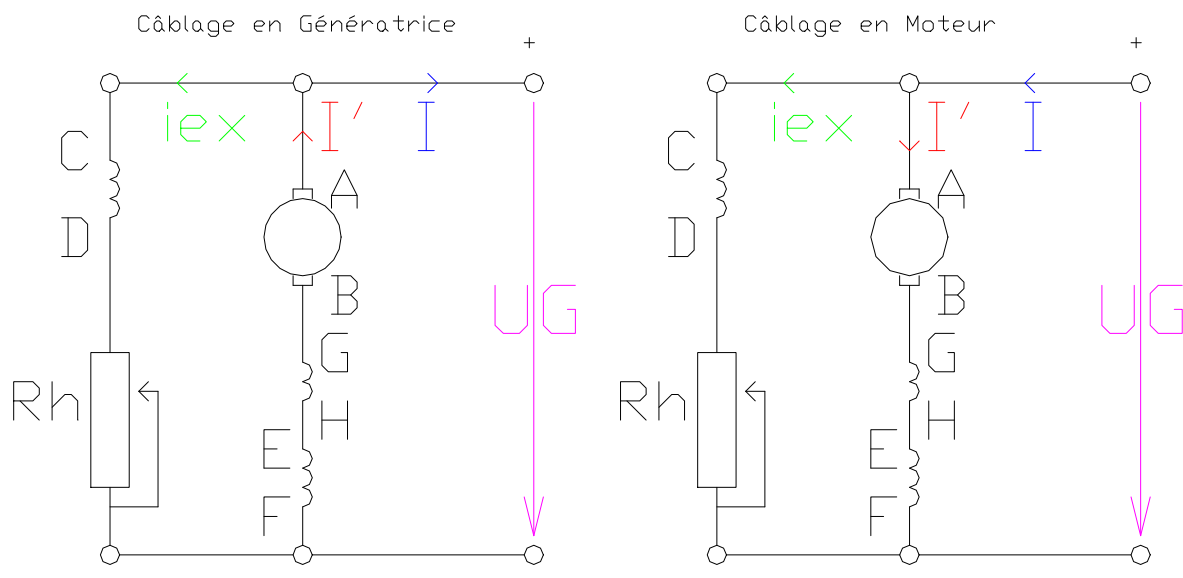 Câblage en Génératrice
+
iex
I'
I
C
A
D
B
UG
G
Rh
H
E
F
Câblage en Moteur
+
iex
I'
I
C
A
D
B
UG
G
Rh
H
E
F